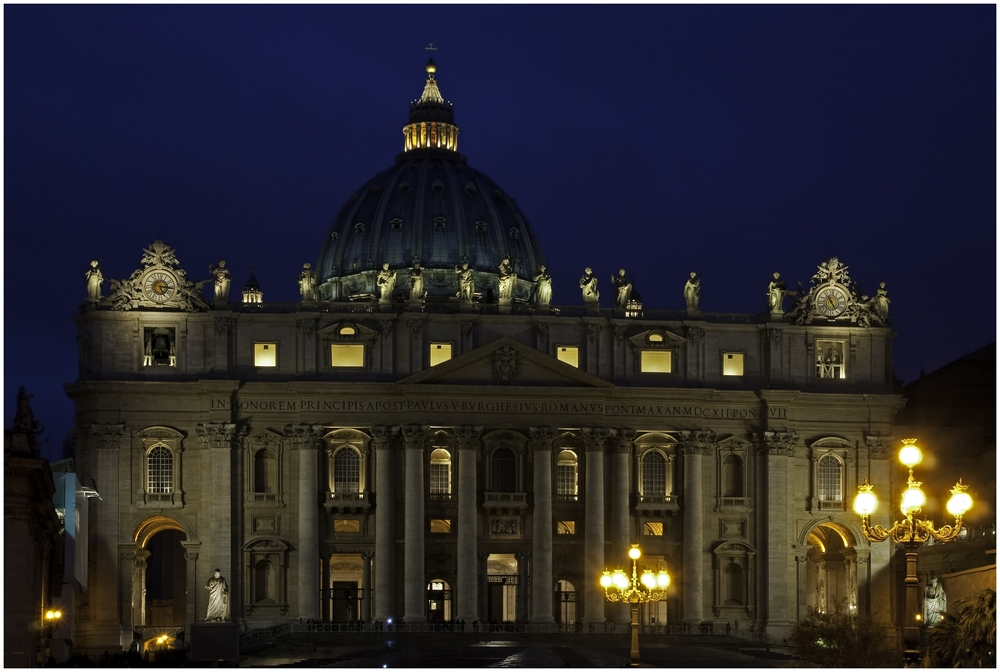 IN HONOREM PRINCIPIS APOST PAVLVS V BVRGHESIVS ROMANVS PONT MAX AN MDCXII PONT VII